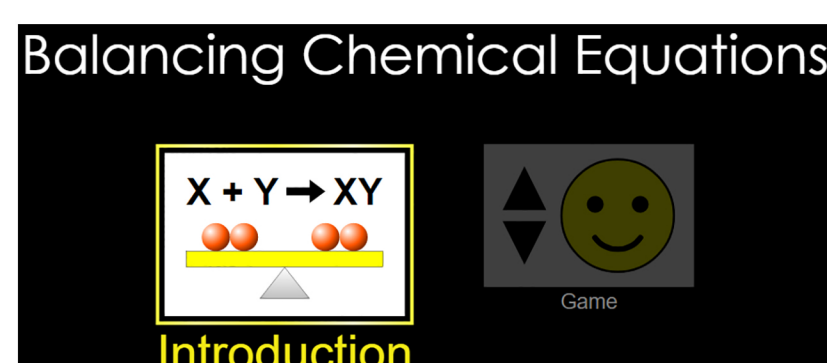 Balancing Chemical Equations
X + Y → XY
Game
Introduction